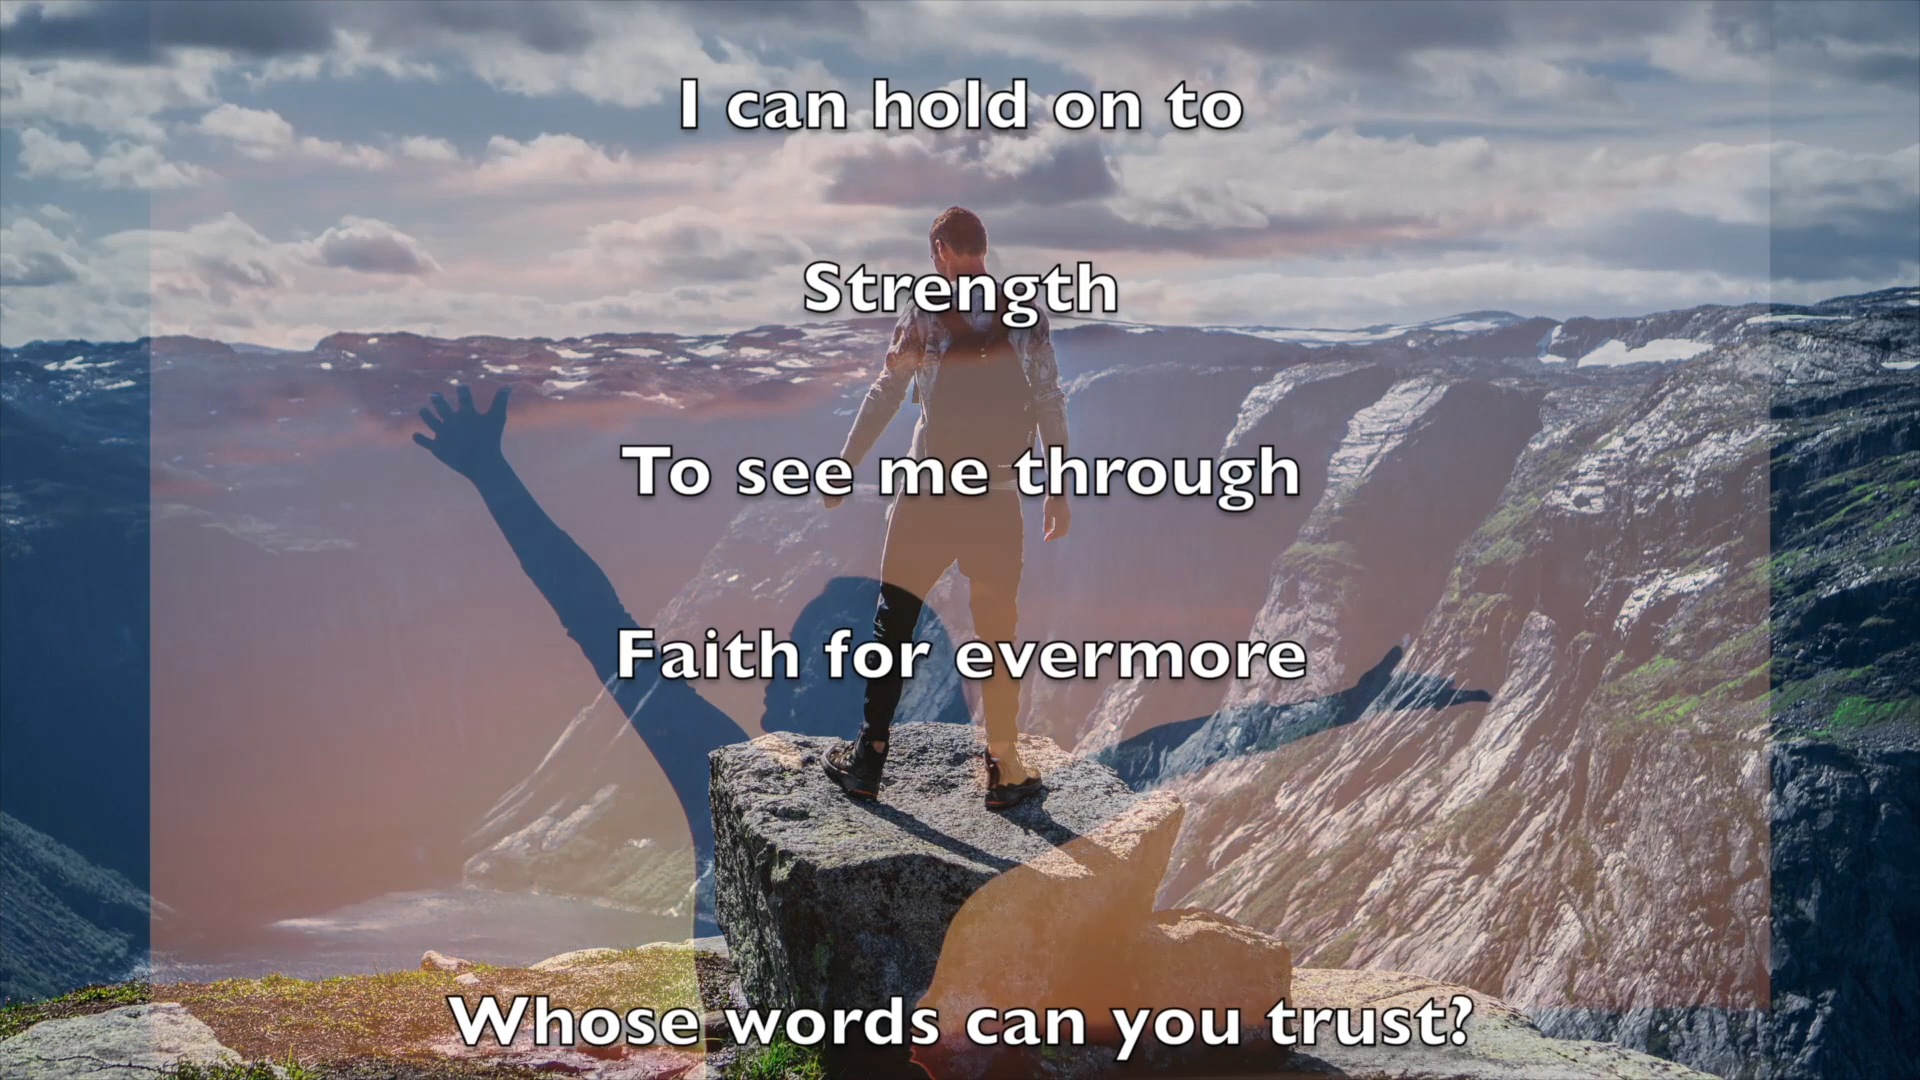 I can hold on to
Strength
To see me through
Faith for evermore
Whose words can you trust?